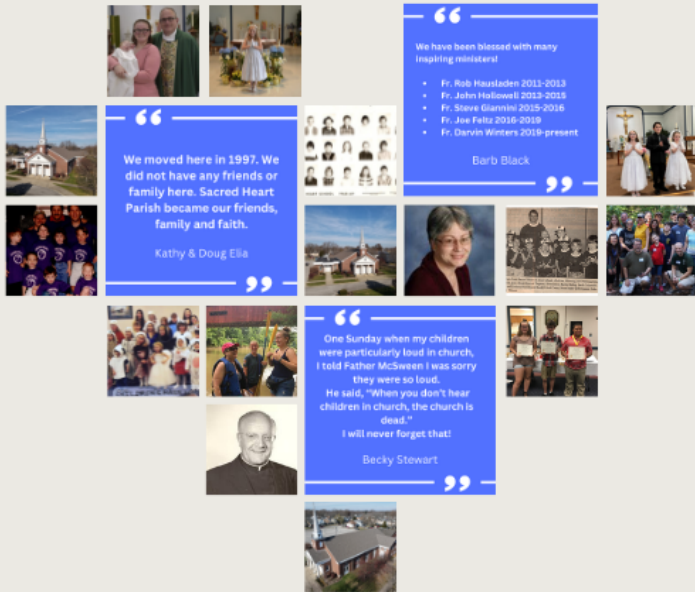 We have been blessed with many
inspiring ministers!
• Fr. Rob Hausladen 2011-2013
• Fr. John Hollowell 2013-2015
• Fr. Steve Giannini 2015-2016
• Fr. Joe Feltz 2016-2019
• Fr. Darvin Winters 2019-present
Barb Black
We moved here in 1997. We
did not have any friends or
family here. Sacred Heart
Parish became our friends,
family and faith.
Kathy & Doug Elia
One Sunday when my children
were particularly loud in church,
I told Father McSween I was sorry
they were so loud.
He said, “When you don’t hear
children in church, the church is
dead.”
I will never forget that!
Becky Stewart